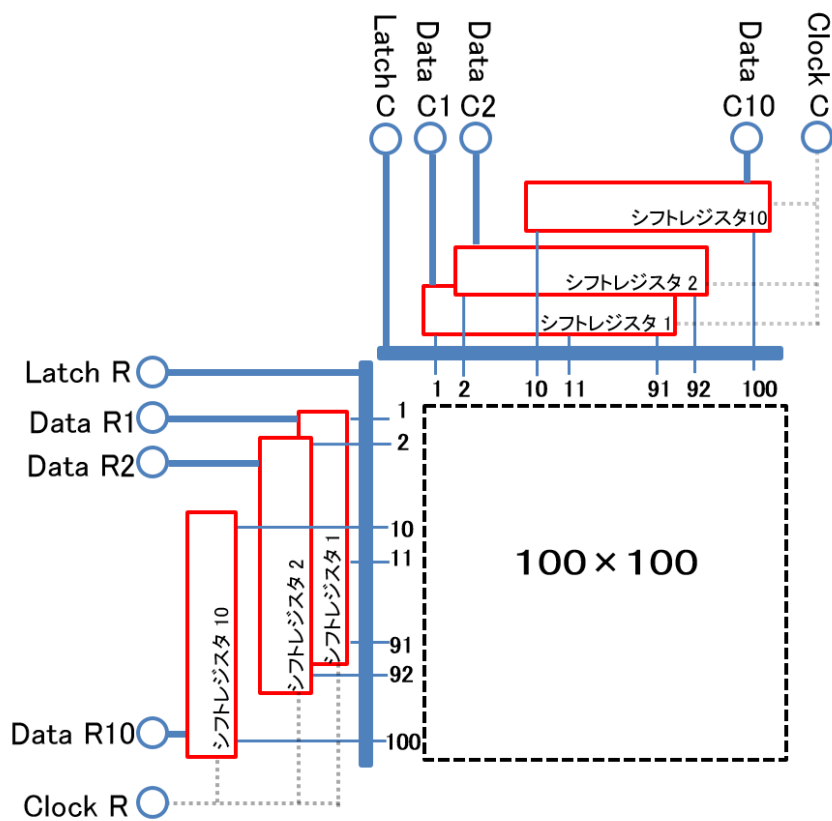 Latch C
Data C1
Data C2
Data C10
Clock C
シフトレジスタ10
シフトレジスタ 2
シフトレジスタ 1
1 2 10 11 91 92 100
Latch R
Data R1
Data R2
Data R10
Clock R
シフトレジスタ 10
シフトレジスタ 2
シフトレジスタ 1
1
2
10
11
91
92
100
100×100